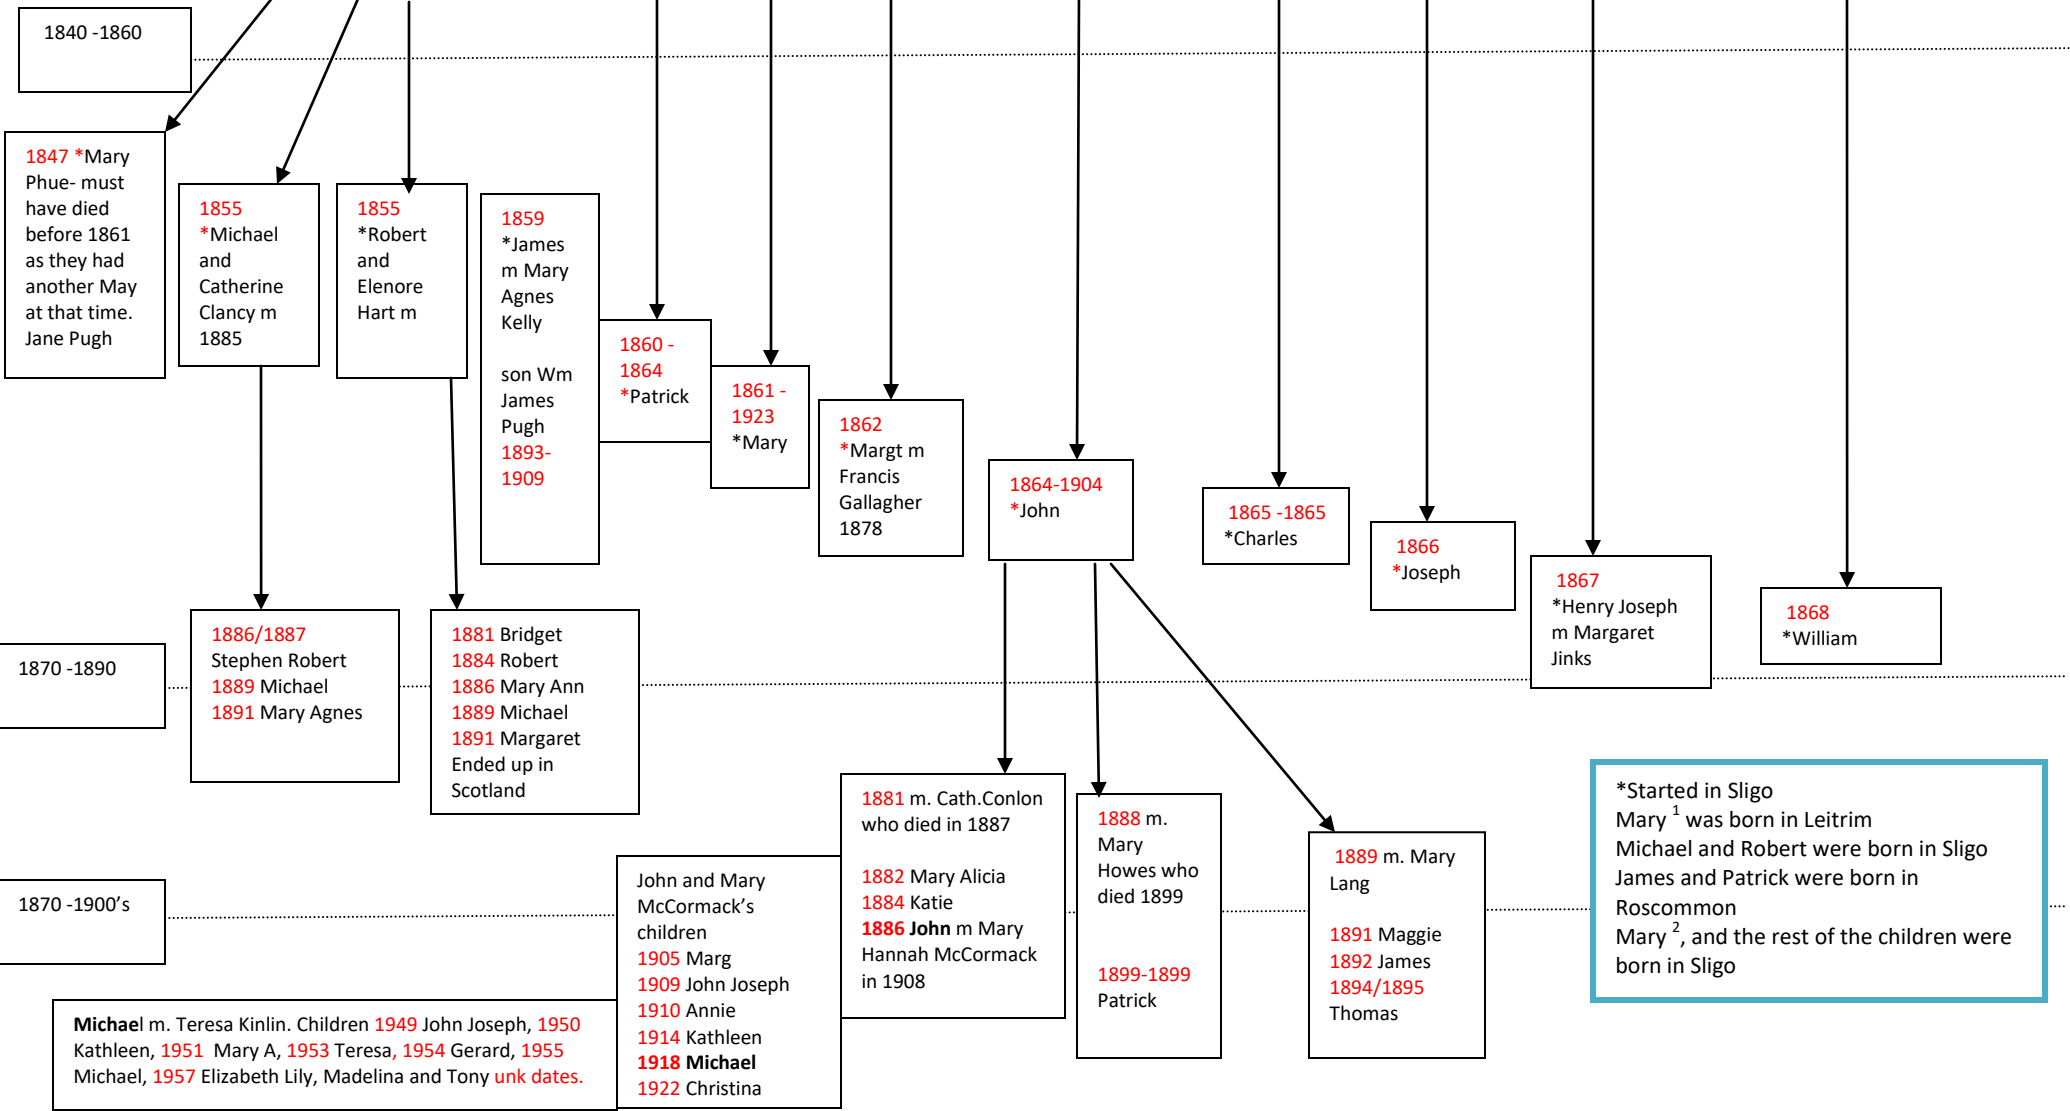 1840 -1860
1847 *Mary
Phue- must
have died
before 1861
as they had
another May
at that time.
Jane Pugh
1855
*Michael
and
Catherine
Clancy m
1885
1855
*Robert
and
Elenore
Hart m
1859
*James
m Mary
Agnes
Kelly
son Wm
James
Pugh
1893-
1909
1860 -
1864
*Patrick
1861 -
1923
*Mary
1862
*Margt m
Francis
Gallagher
1878
1864-1904
*John
1865 -1865
*Charles
1866
*Joseph
1867
*Henry Joseph
m Margaret
Jinks
1868
*William
1870 -1890
1886/1887
Stephen Robert
1889 Michael
1891 Mary Agnes
1881 Bridget
1884 Robert
1886 Mary Ann
1889 Michael
1891 Margaret
Ended up in
Scotland
1870 -1900's
John and Mary
McCormack's
children
1905 Marg
1909 John Joseph
1910 Annie
1914 Kathleen
1918 Michael
1922 Christina
1881 m. Cath.Conlon
who died in 1887
1882 Mary Alicia
1884 Katie
1886 John m Mary
Hannah McCormack
in 1908
1888 m.
Mary
Howes who
died 1899
1899-1899
Patrick
1889 m. Mary
Lang
1891 Maggie
1892 James
1894/1895
Thomas
*Started in Sligo
Mary 1 was born in Leitrim
Michael and Robert were born in Sligo
James and Patrick were born in
Roscommon
Mary 2, and the rest of the children were
born in Sligo
Michael m. Teresa Kinlin. Children 1949 John Joseph, 1950
Kathleen, 1951 Mary A, 1953 Teresa, 1954 Gerard, 1955
Michael, 1957 Elizabeth Lily, Madelina and Tony unk dates.